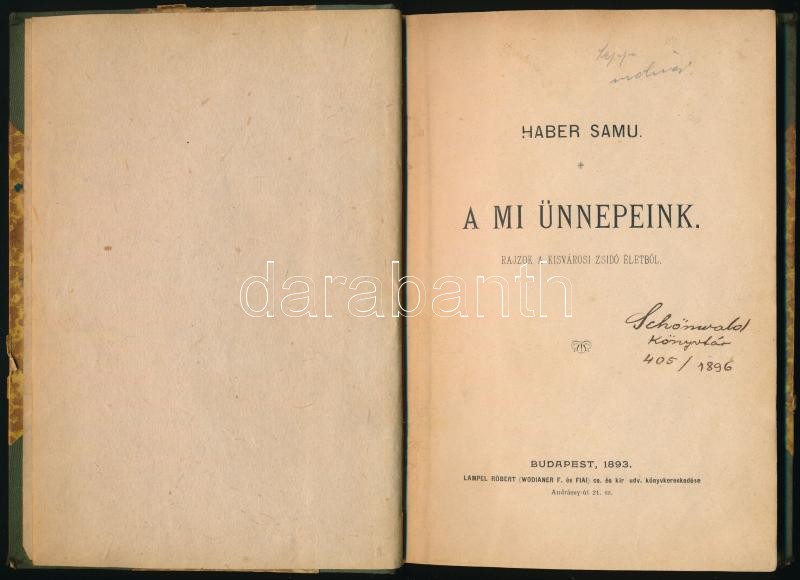 HABER SAMU.
A MI ÜNNEPEINK.
RAJZOK A KISVÁROSI ZSIDÓ ÉLETBŐL.
darabanth
Schönwald
Könyvtár
405/1896
BUDAPEST, 1893.
LAMPEL RÓBERT (WODIANER F. és FIAI) cs. és kir udv. könyvkereskedése
Andrássy-út 21. sz.